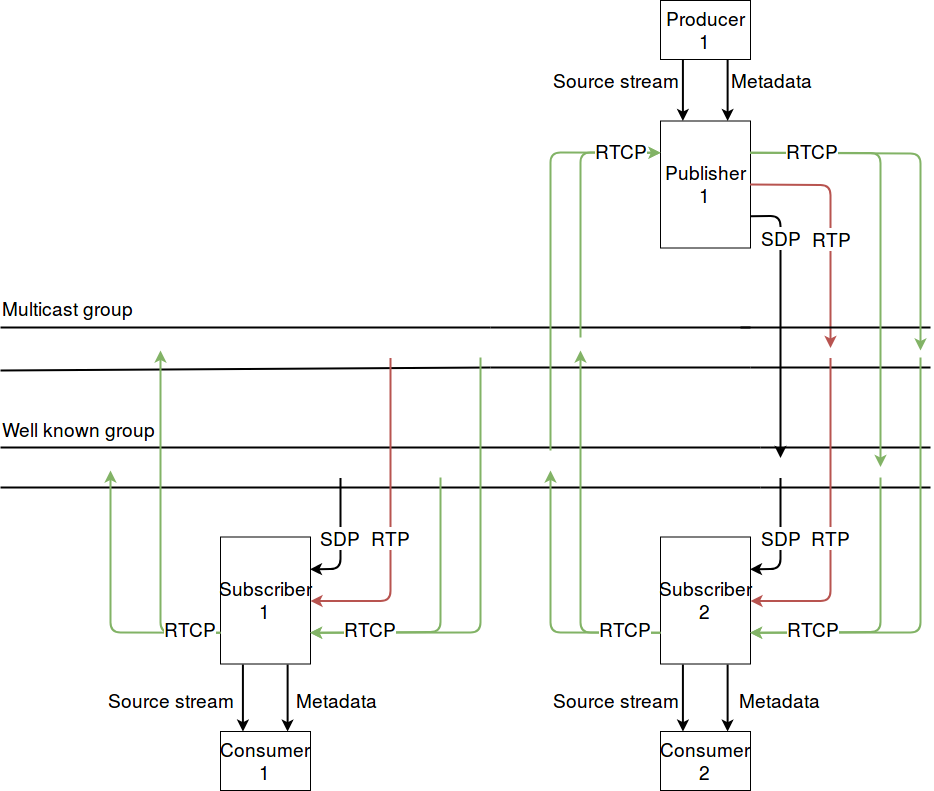 Producer
1
Source stream
Metadata
RTCP
RTCP
Publisher
1
SDP
RTP
Multicast group
Well known group
SDP
RTP
SDP
RTP
Subscriber
1
Subscriber
2
RTCP
RTCP
RTCP
RTCP
Source stream
Metadata
Source stream
Metadata
Consumer
1
Consumer
2